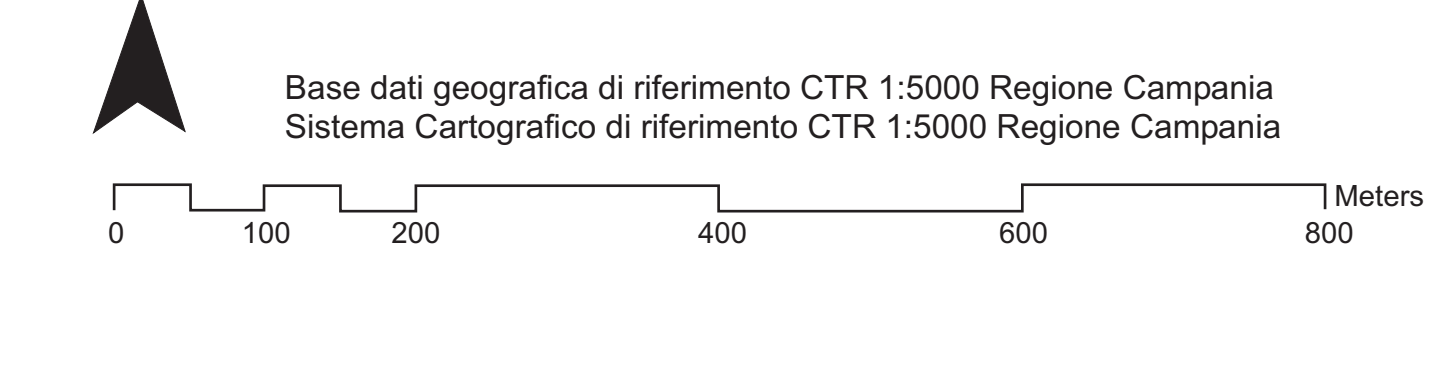 Base dati geografica di riferimento CTR 1:5000 Regione Campania
Sistema Cartografico di riferimento CTR 1:5000 Regione Campania
Meters
0 100 200 400 600 800